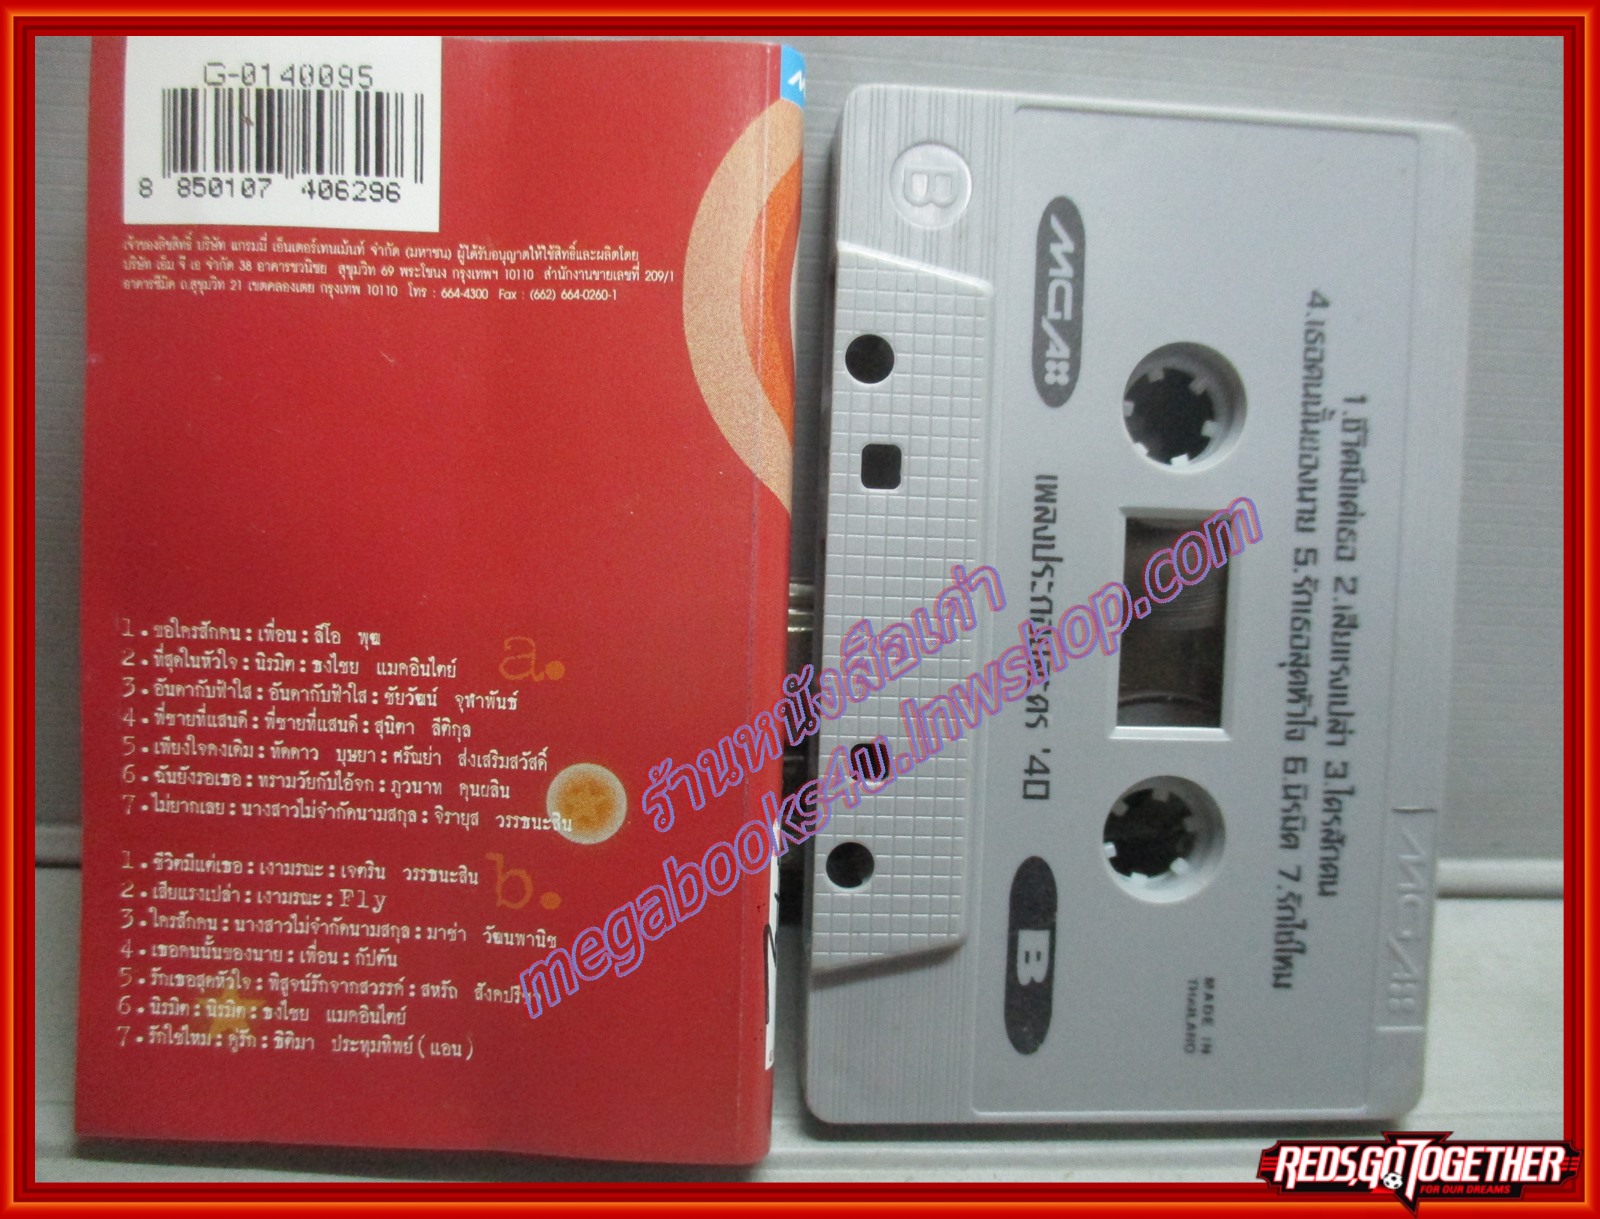 G-0140095
8 850107 406296
เจ้าของลิขสิทธิ์ บริษัท แกรมมี่ เอ็นเตอร์เทนเม้นท์ จำกัด (มหาชน) ผู้ได้รับอนุญาตให้ใช้สิทธิ์และผลิตโดย
บริษัท เอ็ม จี เอ จำกัด 38 อาคารชวนิชย สุขุมวิท 69 พระโขนง กรุงเทพฯ 10110 สำนักงานขายเลขที่ 209/1
อาคารซีมิค ถ.สุขุมวิท 21 เขตคลองเตย กรุงเทพ 10110 โทร : 664-4300 Fax : (662) 664-0260-1
a.
1.ขอใครสักคน:เพื่อน:ลีโอ พุฒ
2.ที่สุดในหัวใจ:นิรมิต:ธงไชย แมคอินไตย์
3.อันดากับฟ้าใส:อันดากับฟ้าใส:ชัยวัฒน์ จุฬาพันธ์
4.พี่ชายที่แสนดี:พี่ชายที่แสนดี:สุนิตา ลีติกุล
5.เพียงใจคงเดิม:ทัดดาว บุษยา:ศรัณย่า ส่งเสริมสวัสดิ์
6.ฉันยังรอเธอ:ทรามวัยกับไอ้จก:ภูวนาท คุนผลิน
7.ไม่ยากเลย:นางสาวไม่จำกัดนามสกุล:จิรายุส วรรธนะสิน
b.
1.ชีวิตมีแต่เธอ:เงามรณะ:เจตริน วรรธนะสิน
2.เสียแรงเปล่า:เงามรณะ:Fly
3.ใครสักคน:นางสาวไม่จำกัดนามสกุล:มาช่า วัฒนพานิช
4.เธอคนนั้นของนาย:เพื่อน:กัปตัน
5.รักเธอสุดหัวใจ:พิสูจน์รักจากสวรรค์:สหรัถ สังคปรีชา
6.นิรมิต:นิรมิต:ธงไชย แมคอินไตย์
7.รักใช่ไหม:คู่รัก:ธิติมา ประทุมทิพย์(แอน)
B
MGA
เพลงประกอบละคร '40
B
1.ชีวิตมีแต่เธอ 2.เสียแรงเปล่า 3.ใครสักคน
4.เธอคนนั้นของนาย 5.รักเธอสุดหัวใจ 6.นิรมิต 7.รักใช่ไหม
MADE IN
THAILAND
MGA
ร้านหนังสือเก่า
megabooks4u.lnwshop.com
REDS,GO TOGETHER
FOR OUR DREAMS